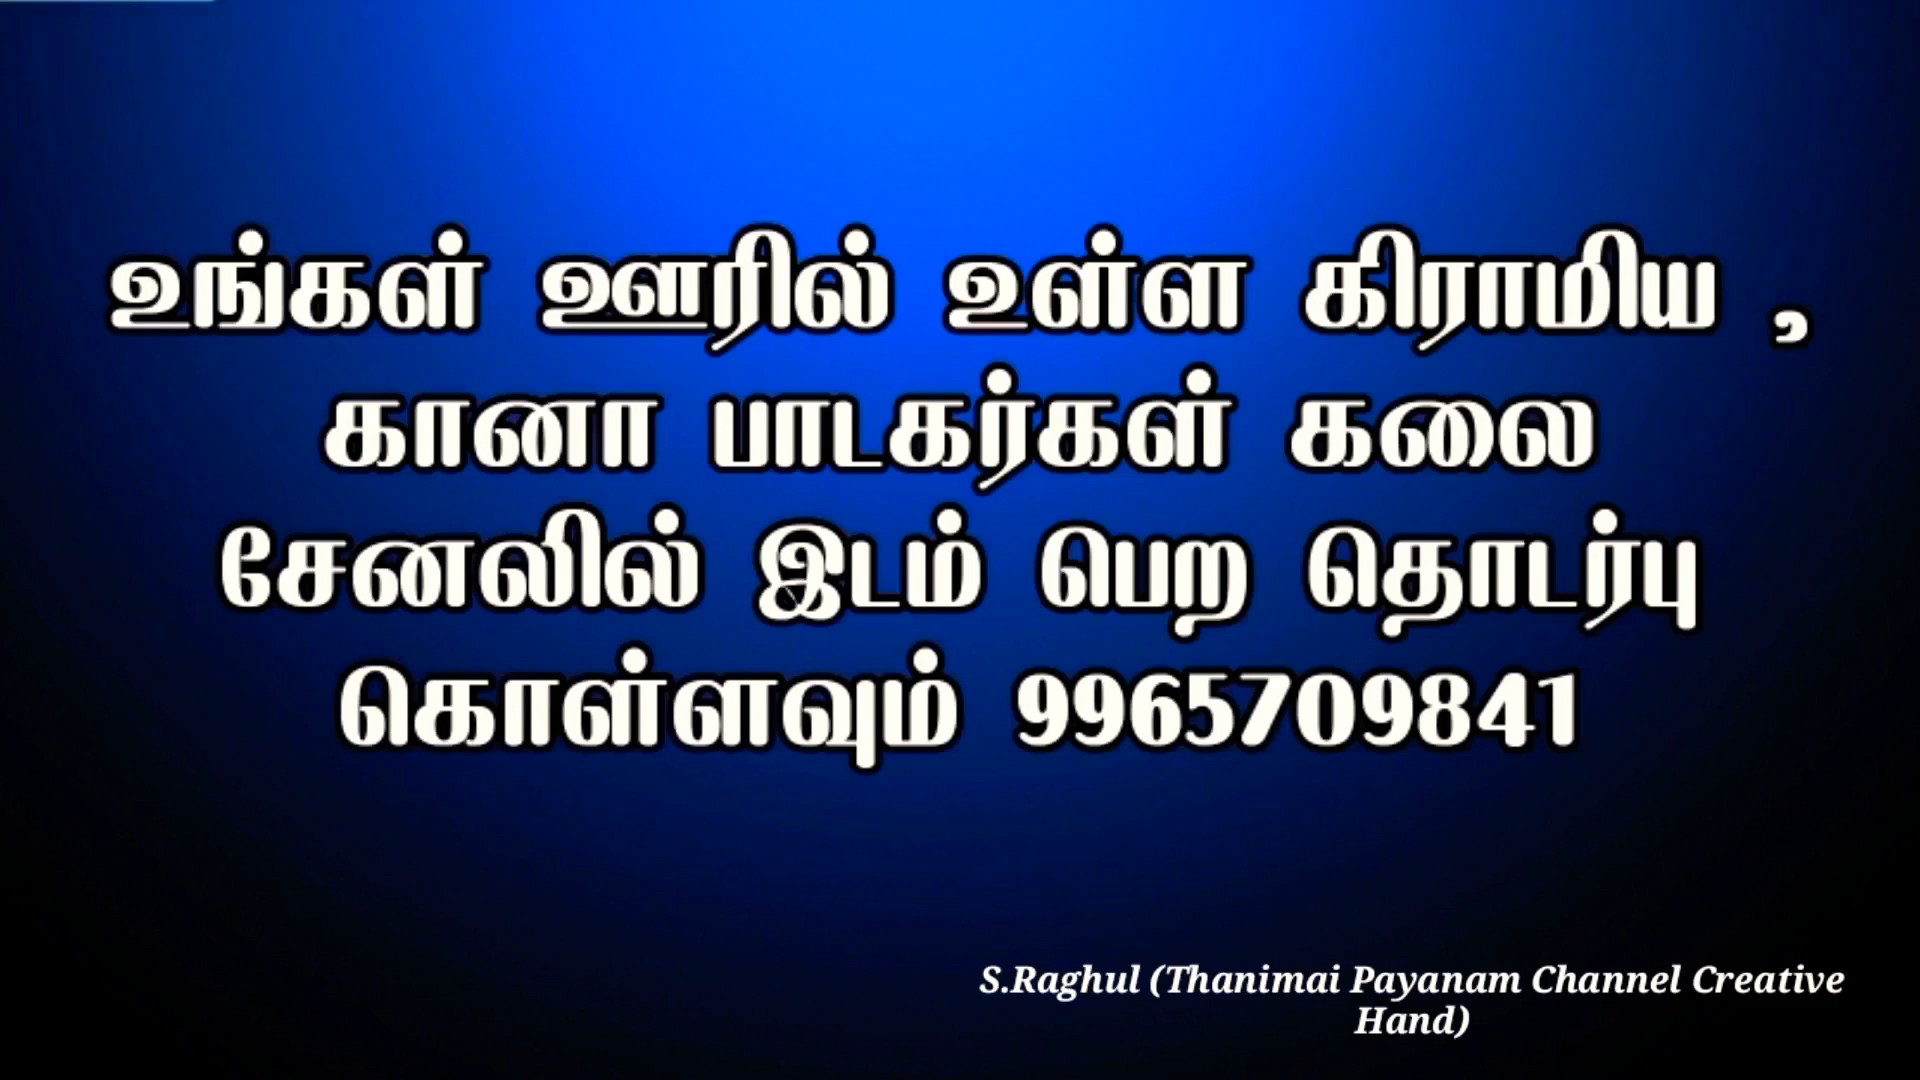 உங்கள் ஊரில் உள்ள கிராமிய ,
கானா பாடகர்கள் கலை
சேனலில் இடம் பெற தொடர்பு
கொள்ளவும் 9965709841
S.Raghul (Thanimai Payanam Channel Creative
Hand)